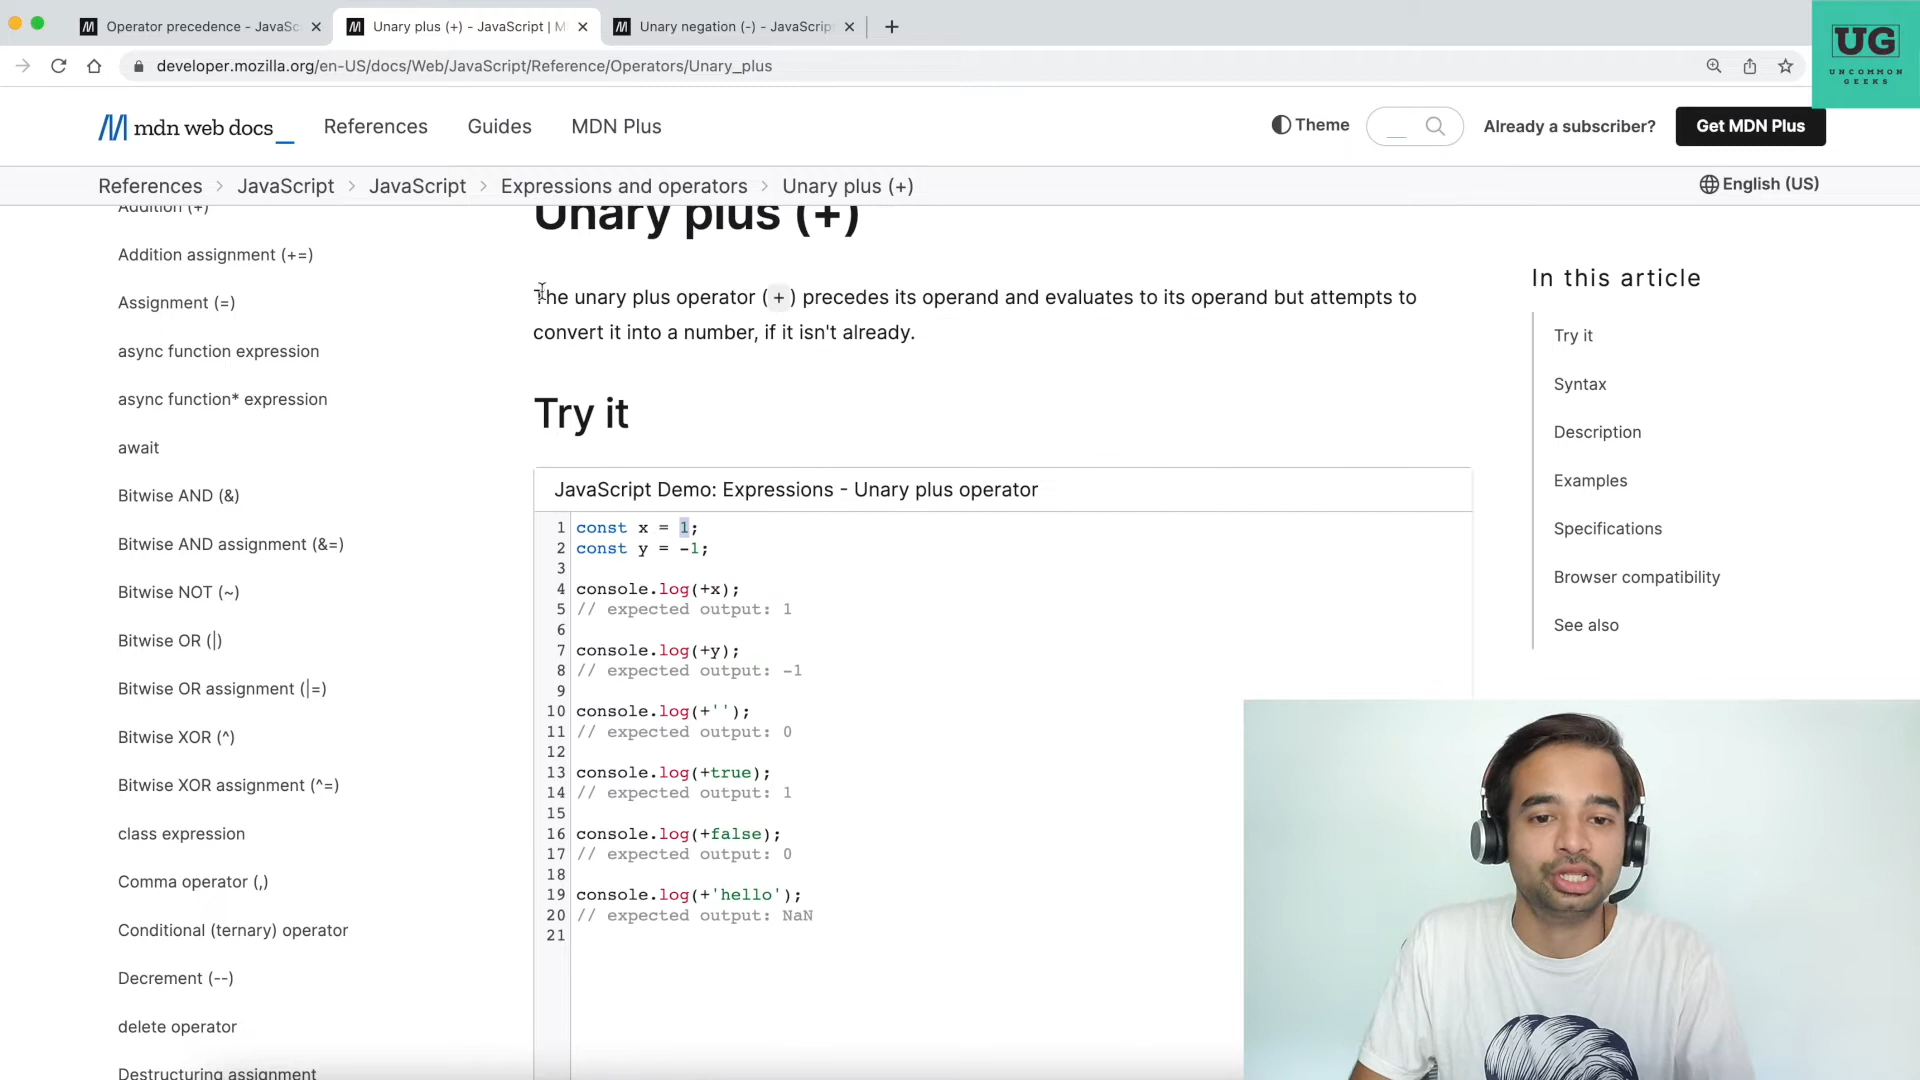 Operator precedence - JavaSc
Unary plus (+) - JavaScript | M
Unary negation (-) - JavaScrip
developer.mozilla.org/en-US/docs/Web/JavaScript/Reference/Operators/Unary_plus
UG
UNCOMMON
GEEKS
mdn web docs_
References
Guides
MDN Plus
Theme
Already a subscriber?
Get MDN Plus
References > JavaScript > JavaScript > Expressions and operators > Unary plus (+)
English (US)
Addition (+)
Addition assignment (+=)
Assignment (=)
async function expression
async function* expression
await
Bitwise AND (&)
Bitwise AND assignment (&=)
Bitwise NOT (~)
Bitwise OR (|)
Bitwise OR assignment (|=)
Bitwise XOR (^)
Bitwise XOR assignment (^=)
class expression
Comma operator (,)
Conditional (ternary) operator
Decrement (--)
delete operator
Destructuring assignment
Unary plus (+)
The unary plus operator (+) precedes its operand and evaluates to its operand but attempts to
convert it into a number, if it isn't already.
Try it
JavaScript Demo: Expressions - Unary plus operator
1 const x = 1;
2 const y = -1;
3
4 console.log(+x);
5 // expected output: 1
6
7 console.log(+y);
8 // expected output: -1
9
10 console.log(+'');
11 // expected output: 0
12
13 console.log(+true);
14 // expected output: 1
15
16 console.log(+false);
17 // expected output: 0
18
19 console.log(+'hello');
20 // expected output: NaN
21
In this article
Try it
Syntax
Description
Examples
Specifications
Browser compatibility
See also